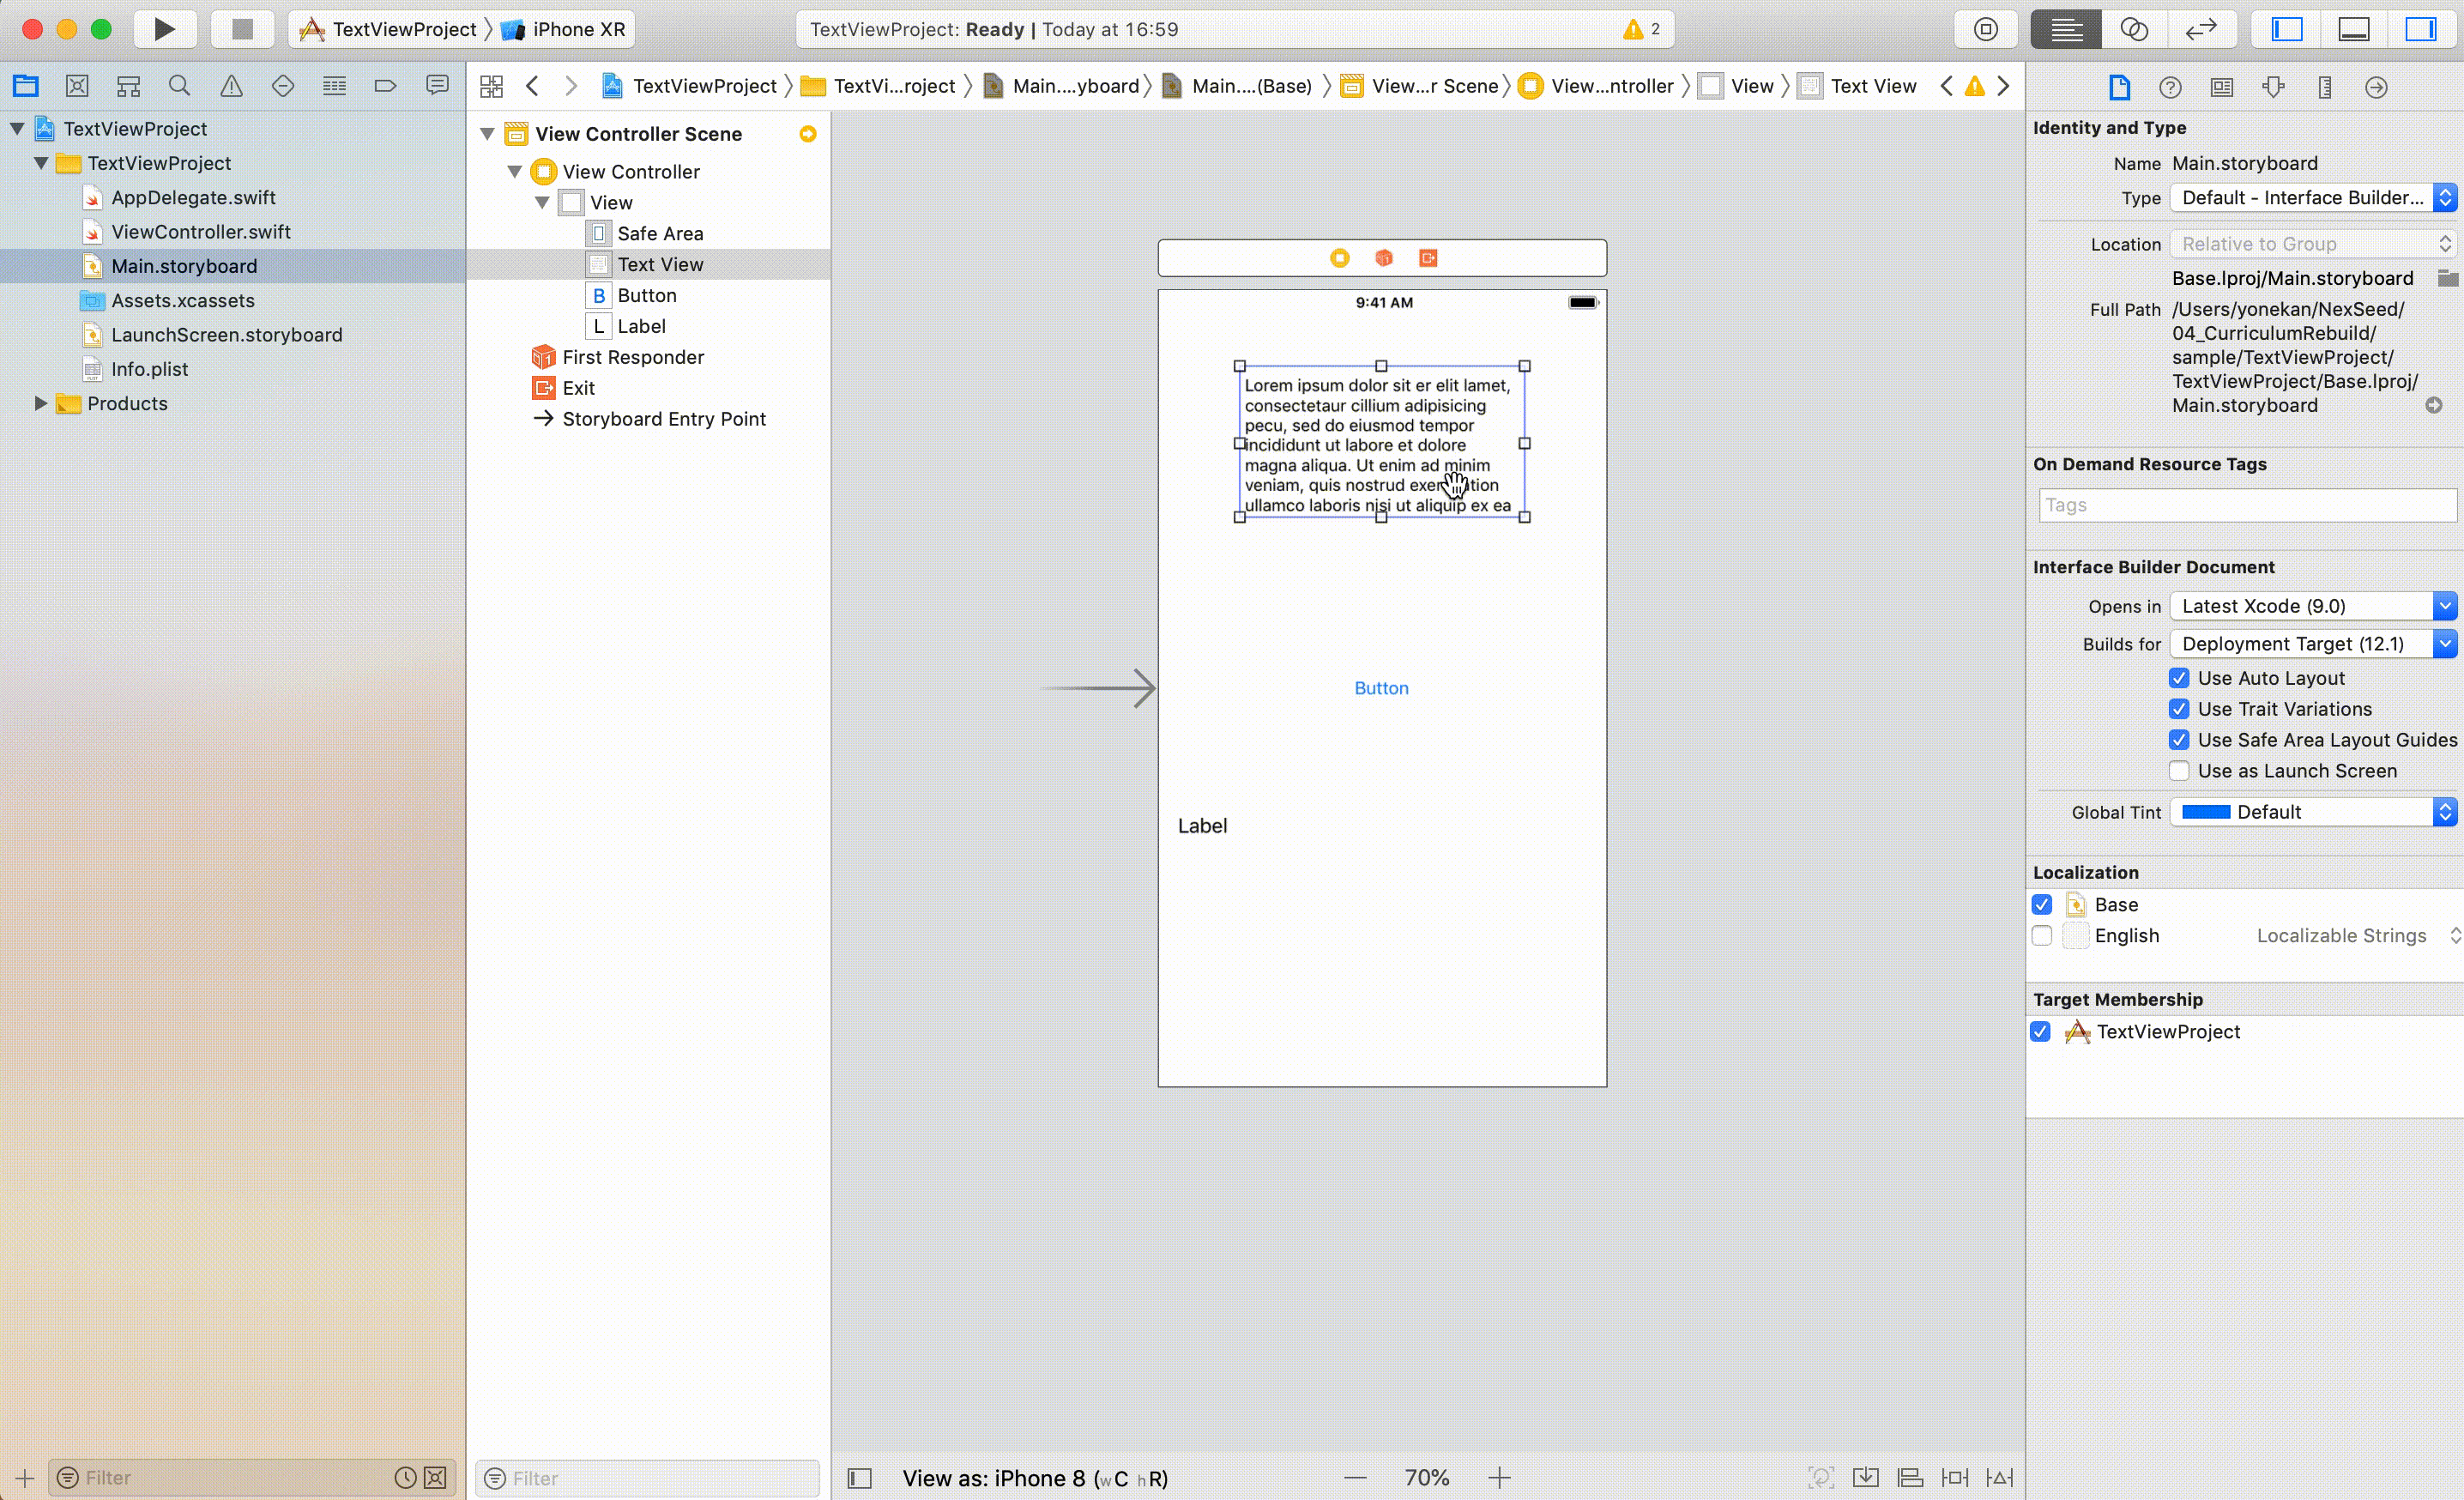 TextViewProject 〉 iPhone XR
TextViewProject: Ready | Today at 16:59
2
TextViewProject 〉 TextVi...roject 〉 Main....yboard 〉 Main....(Base) 〉 View...r Scene 〉 View...ntroller 〉 View 〉 Text View
TextViewProject
TextViewProject
AppDelegate.swift
ViewController.swift
Main.storyboard
Assets.xcassets
LaunchScreen.storyboard
Info.plist
Products
Filter
View Controller Scene
View Controller
View
Safe Area
Text View
B Button
L Label
First Responder
Exit
Storyboard Entry Point
Filter
9:41 AM
Lorem ipsum dolor sit er elit lamet,
consectetaur cillium adipisicing
pecu, sed do eiusmod tempor
incididunt ut labore et dolore
magna aliqua. Ut enim ad minim
veniam, quis nostrud
ullamco laboris nisi ut aliquip ex ea
Button
Label
View as: iPhone 8 (wC hR)
70%
Identity and Type
Name Main.storyboard
Type Default - Interface Builder...
Location Relative to Group
Base.lproj/Main.storyboard
Full Path /Users/yonekan/NexSeed/
04_CurriculumRebuild/
sample/TextViewProject/
TextViewProject/Base.lproj/
Main.storyboard
On Demand Resource Tags
Tags
Interface Builder Document
Opens in Latest Xcode (9.0)
Builds for Deployment Target (12.1)
Use Auto Layout
Use Trait Variations
Use Safe Area Layout Guides
Use as Launch Screen
Global Tint Default
Localization
Base
English Localizable Strings
Target Membership
TextViewProject